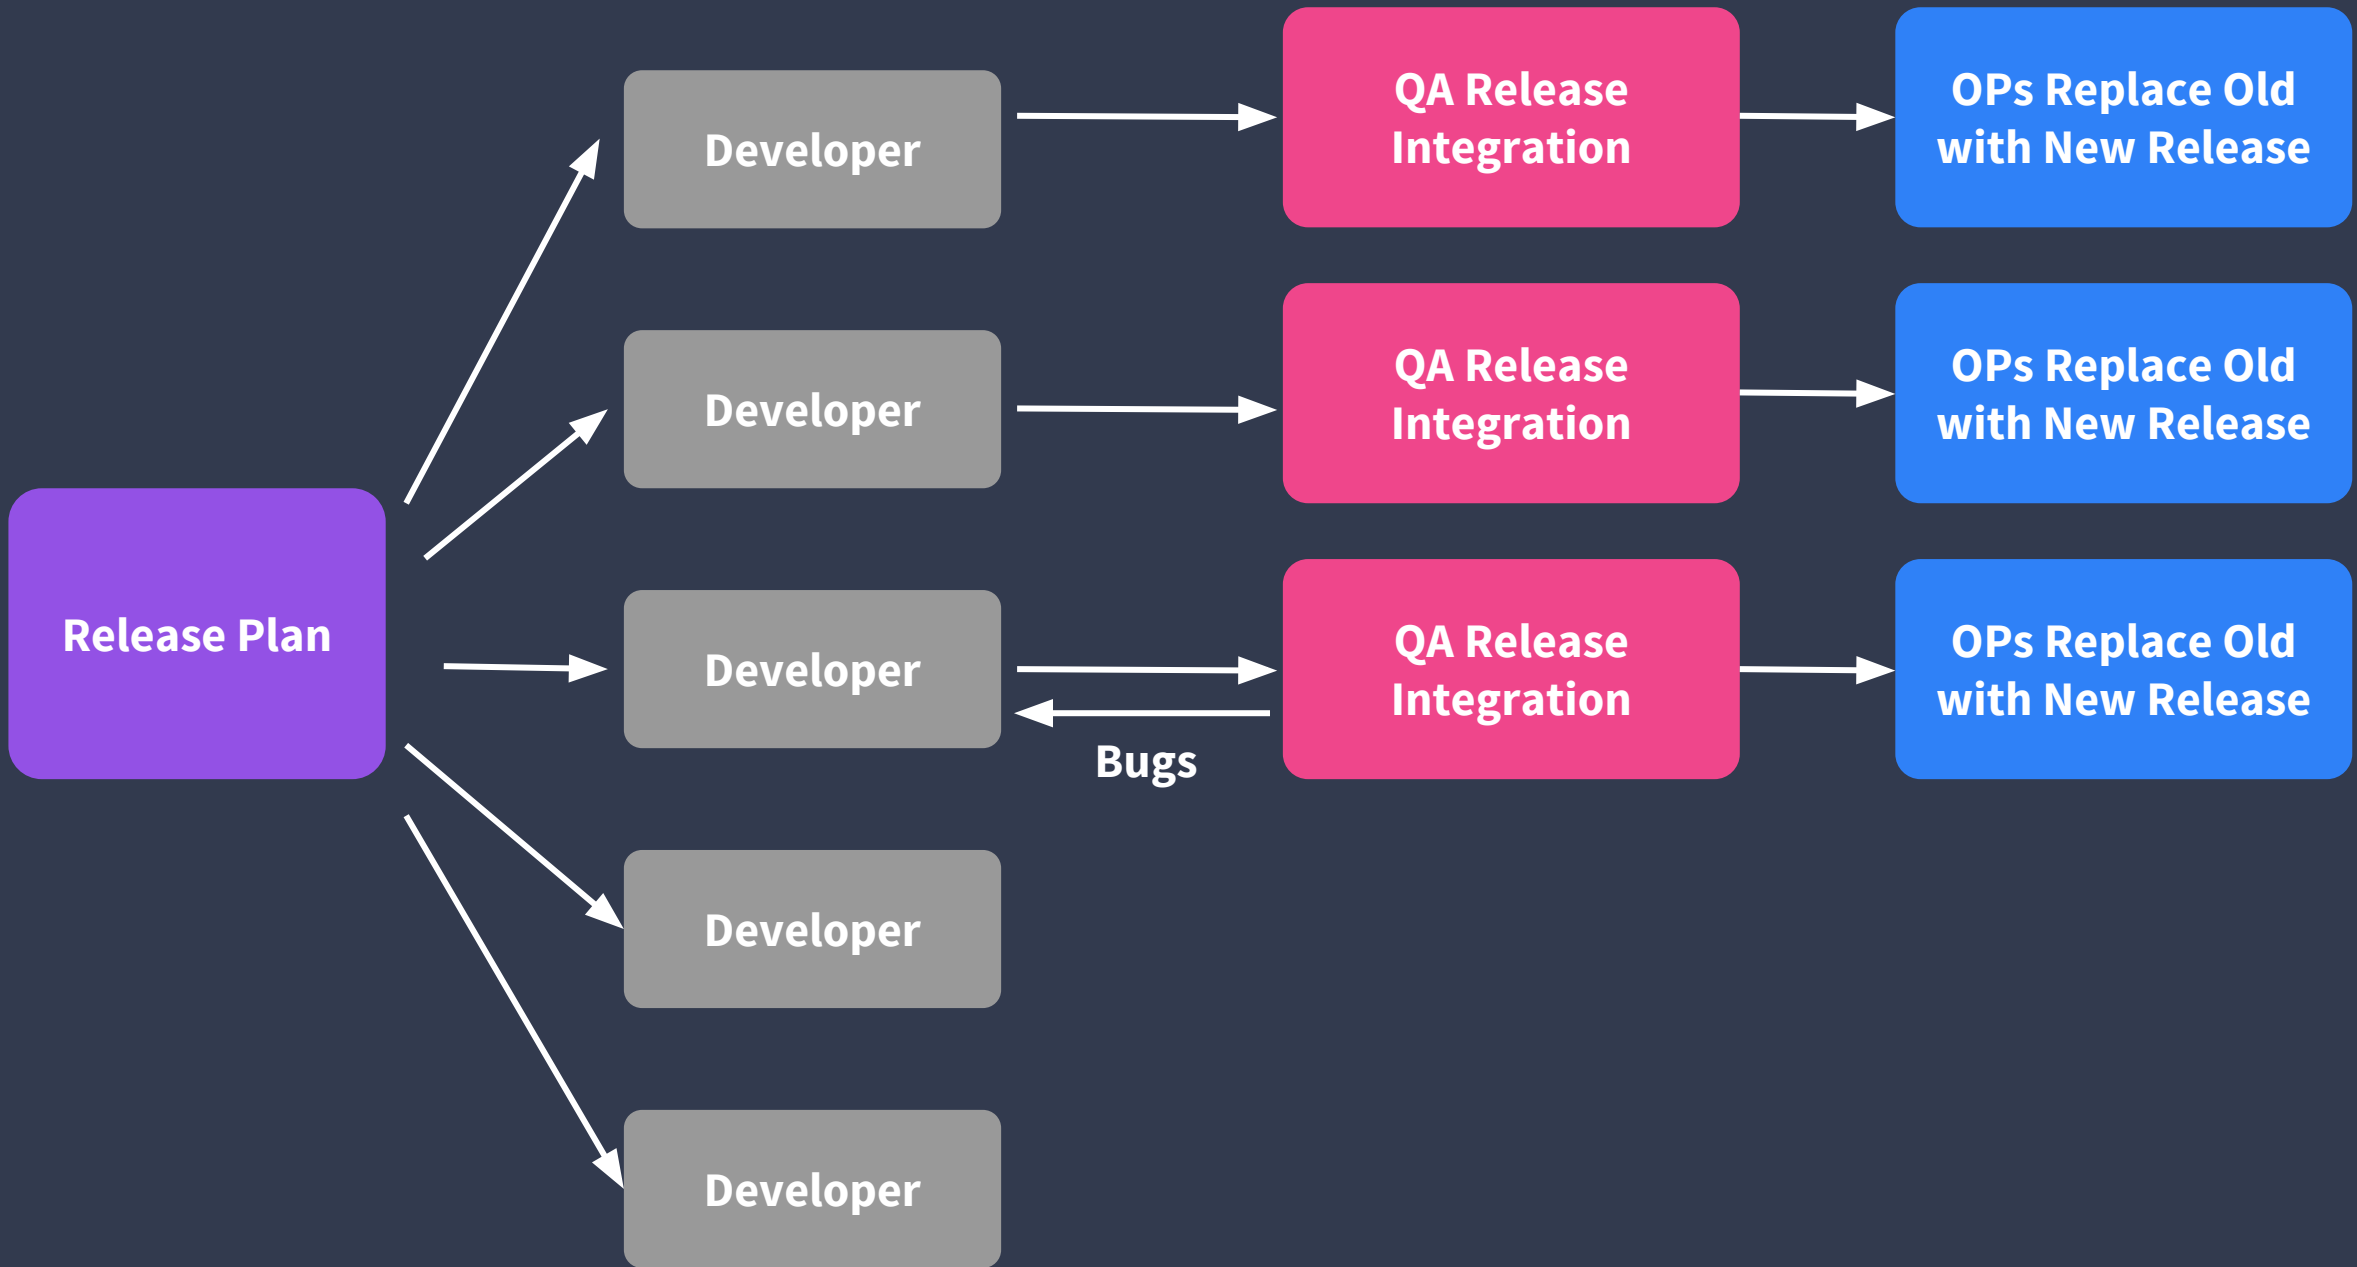 Release Plan
Developer
QA Release
Integration
OPs Replace Old
with New Release
Developer
QA Release
Integration
OPs Replace Old
with New Release
Developer
Bugs
QA Release
Integration
OPs Replace Old
with New Release
Developer
Developer